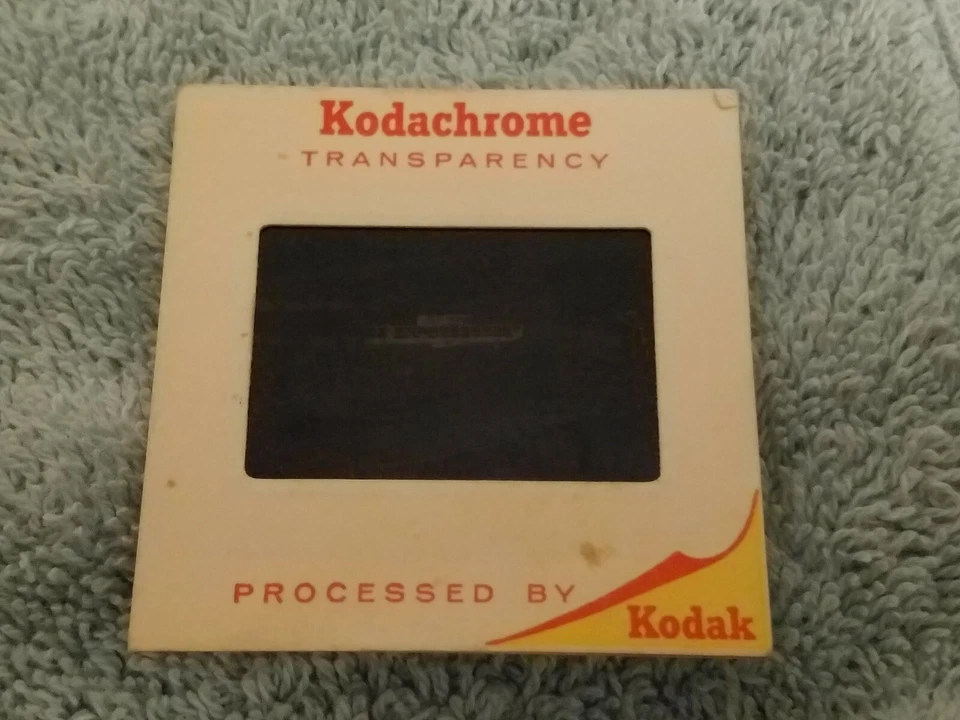 Kodachrome
TRANSPARENCY
PROCESSED BY
Kodak